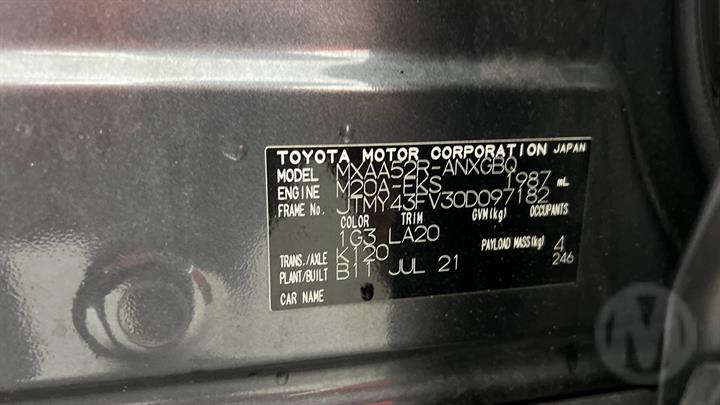 TOYOTA MOTOR CORPORATION JAPAN
MODEL MXAA52R-ANXGBQ
ENGINE M20A-FKS 1987 mL
FRAME No. JTMY43FV30D097182
COLOR TRIM GVM(kg) OCCUPANTS
1G3 LA20 PAYLOAD MASS(kg) 4
TRANS./AXLE K120 246
PLANT/BUILT B11 JUL 21
CAR NAME
M